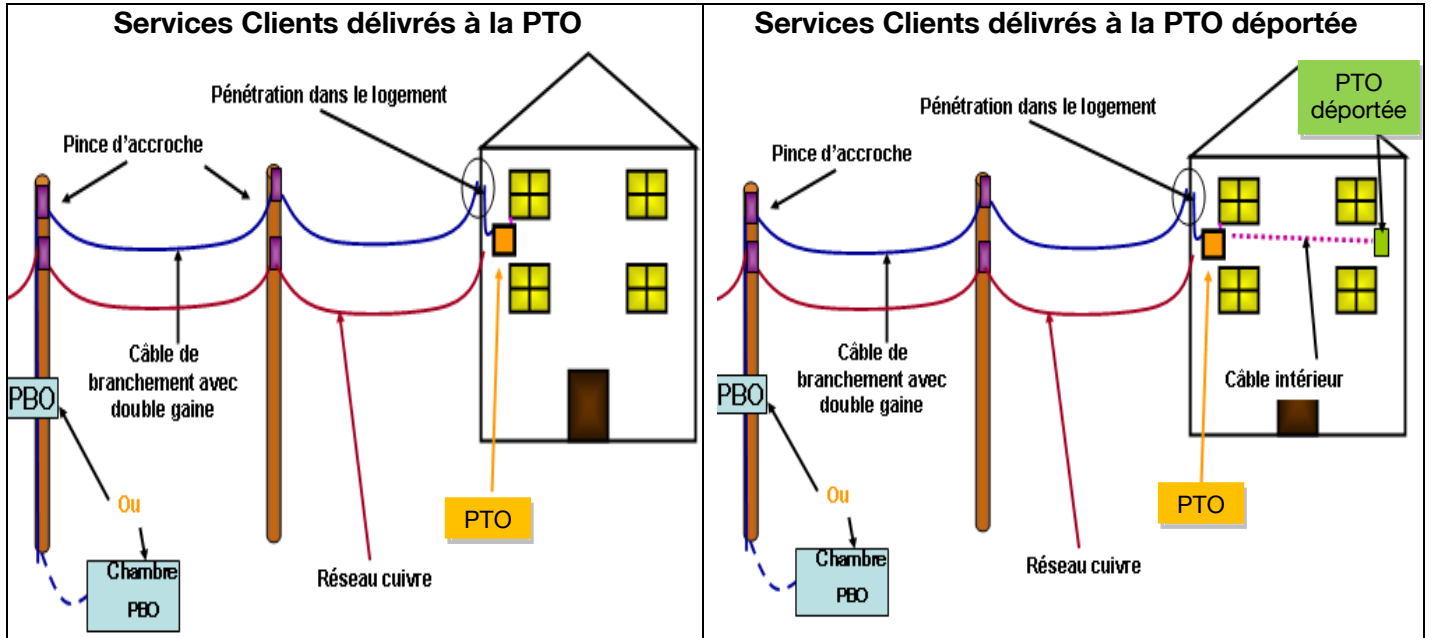 Services Clients délivrés à la PTO
Pénétration dans le logement
Pince d'accroche
Câble de
branchement avec
double gaine
PBO
Ou
Chambre
PBO
PTO
Réseau cuivre
Services Clients délivrés à la PTO déportée
PTO
déportée
Pénétration dans le logement
Pince d'accroche
Câble de
branchement avec
double gaine
Câble intérieur
PBO
Ou
PTO
Chambre
PBO
Réseau cuivre